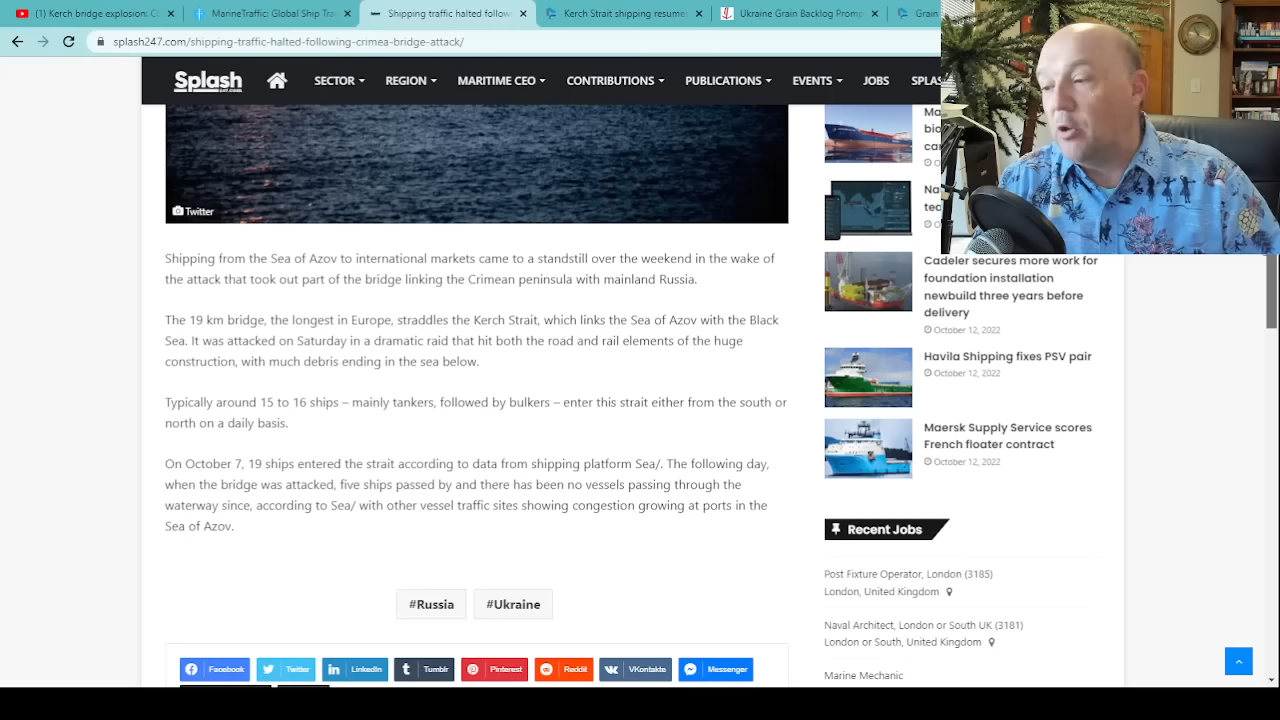 Kerch bridge explosion: C
MarineTraffic: Global Ship Tra
Shipping traffic halted follow
Kerch Strait shipping resume
Ukraine Grain Backlog Promp
Grain
splash247.com/shipping-traffic-halted-following-crimea-bridge-attack/
Splash
247.COM
SECTOR
REGION
MARITIME CEO
CONTRIBUTIONS
PUBLICATIONS
EVENTS
JOBS
SPLAS
Twitter
Shipping from the Sea of Azov to international markets came to a standstill over the weekend in the wake of
the attack that took out part of the bridge linking the Crimean peninsula with mainland Russia.
The 19 km bridge, the longest in Europe, straddles the Kerch Strait, which links the Sea of Azov with the Black
Sea. It was attacked on Saturday in a dramatic raid that hit both the road and rail elements of the huge
construction, with much debris ending in the sea below.
Typically around 15 to 16 ships – mainly tankers, followed by bulkers – enter this strait either from the south or
north on a daily basis.
On October 7, 19 ships entered the strait according to data from shipping platform Sea/. The following day,
when the bridge was attacked, five ships passed by and there has been no vessels passing through the
waterway since, according to Sea/ with other vessel traffic sites showing congestion growing at ports in the
Sea of Azov.
#Russia
#Ukraine
Facebook
Twitter
LinkedIn
Tumblr
Pinterest
Reddit
VKontakte
Messenger
Ma
bio
ca
O
Na
tec
O
Cadeler secures more work for
foundation installation
newbuild three years before
delivery
October 12, 2022
Havila Shipping fixes PSV pair
October 12, 2022
Maersk Supply Service scores
French floater contract
October 12, 2022
Recent Jobs
Post Fixture Operator, London (3185)
London, United Kingdom
Naval Architect, London or South UK (3181)
London or South, United Kingdom
Marine Mechanic